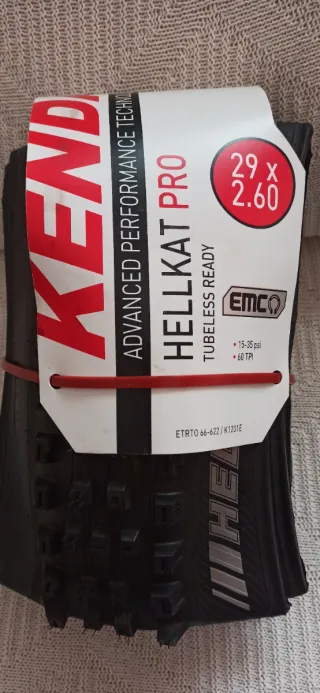 KEND
ADVANCED PERFORMANCE TECHNO
HELLKAT PRO
TUBELESS READY
29 x
2.60
EMC
• 15-35 psi
• 60 TPI
ETRTO 66-622 / K1201E
HEL